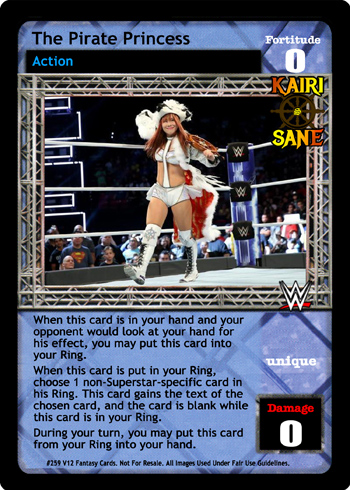 The Pirate Princess
Fortitude
0
Action
KAIRI
SANE
W
W
W
W
When this card is in your hand and your
opponent would look at your hand for
his effect, you may put this card into
your Ring.
When this card is put in your Ring,
choose 1 non-Superstar-specific card in
his Ring. This card gains the text of the
chosen card, and the card is blank while
this card is in your Ring.
During your turn, you may put this card
from your Ring into your hand.
unique
Damage
0
#259 V12 Fantasy Cards. Not For Resale. All Images Used Under Fair Use Guidelines.